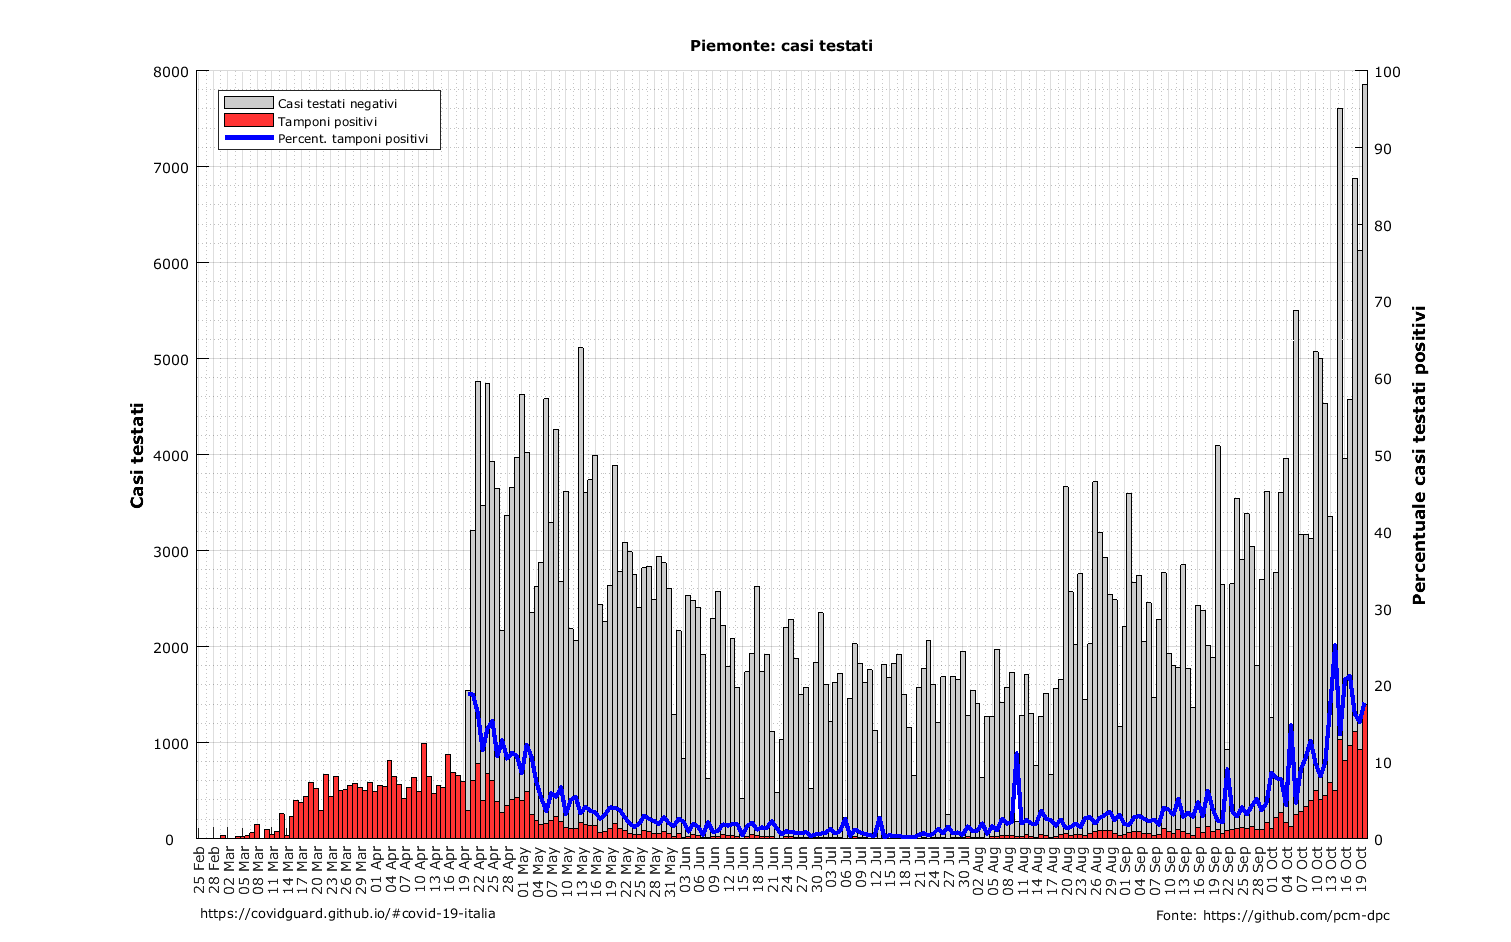 Piemonte: casi testati
8000
7000
6000
5000
4000
3000
2000
1000
0
Casi testati
Casi testati negativi
Tamponi positivi
Percent. tamponi positivi
100
90
80
70
60
50
40
30
20
10
0
Percentuale casi testati positivi
25 Feb
28 Feb
02 Mar
05 Mar
08 Mar
11 Mar
14 Mar
17 Mar
20 Mar
23 Mar
26 Mar
29 Mar
01 Apr
04 Apr
07 Apr
10 Apr
13 Apr
16 Apr
19 Apr
22 Apr
25 Apr
28 Apr
01 May
04 May
07 May
10 May
13 May
16 May
19 May
22 May
25 May
28 May
31 May
03 Jun
06 Jun
09 Jun
12 Jun
15 Jun
18 Jun
21 Jun
24 Jun
27 Jun
30 Jun
03 Jul
06 Jul
09 Jul
12 Jul
15 Jul
18 Jul
21 Jul
24 Jul
27 Jul
30 Jul
02 Aug
05 Aug
08 Aug
11 Aug
14 Aug
17 Aug
20 Aug
23 Aug
26 Aug
29 Aug
01 Sep
04 Sep
07 Sep
10 Sep
13 Sep
16 Sep
19 Sep
22 Sep
25 Sep
28 Sep
01 Oct
04 Oct
07 Oct
10 Oct
13 Oct
16 Oct
19 Oct
https://covidguard.github.io/#covid-19-italia
Fonte: https://github.com/pcm-dpc